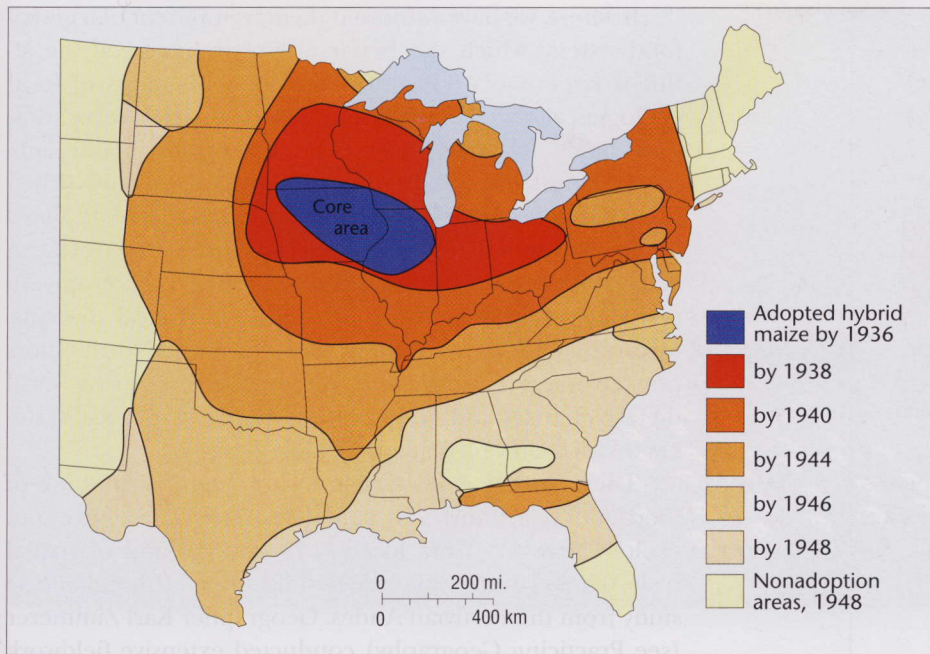 Core
area
Adopted hybrid
maize by 1936
by 1938
by 1940
by 1944
by 1946
by 1948
Nonadoption
areas, 1948
0 200 mi.
0 400 km